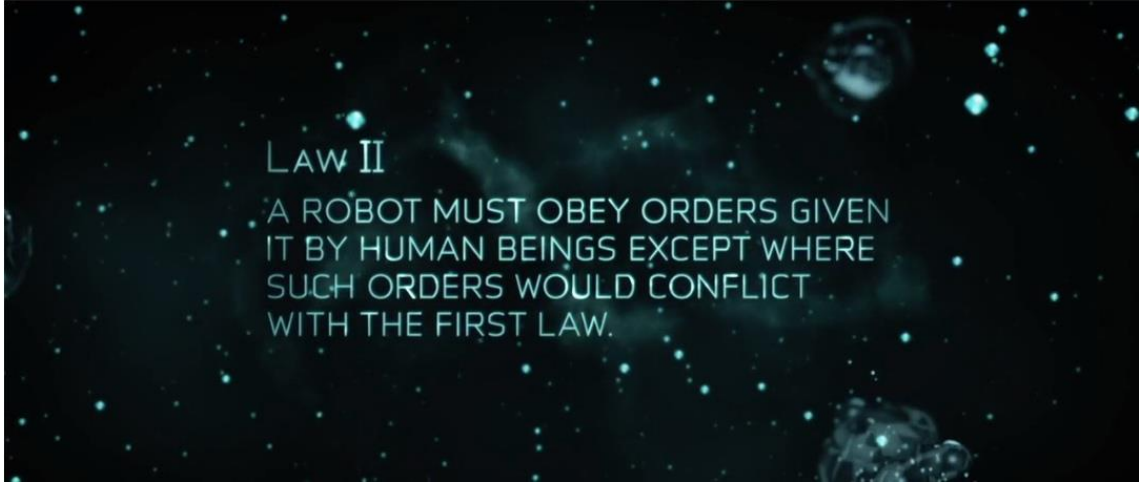 Law II
A ROBOT MUST OBEY ORDERS GIVEN
IT BY HUMAN BEINGS EXCEPT WHERE
SUCH ORDERS WOULD CONFLICT
WITH THE FIRST LAW.